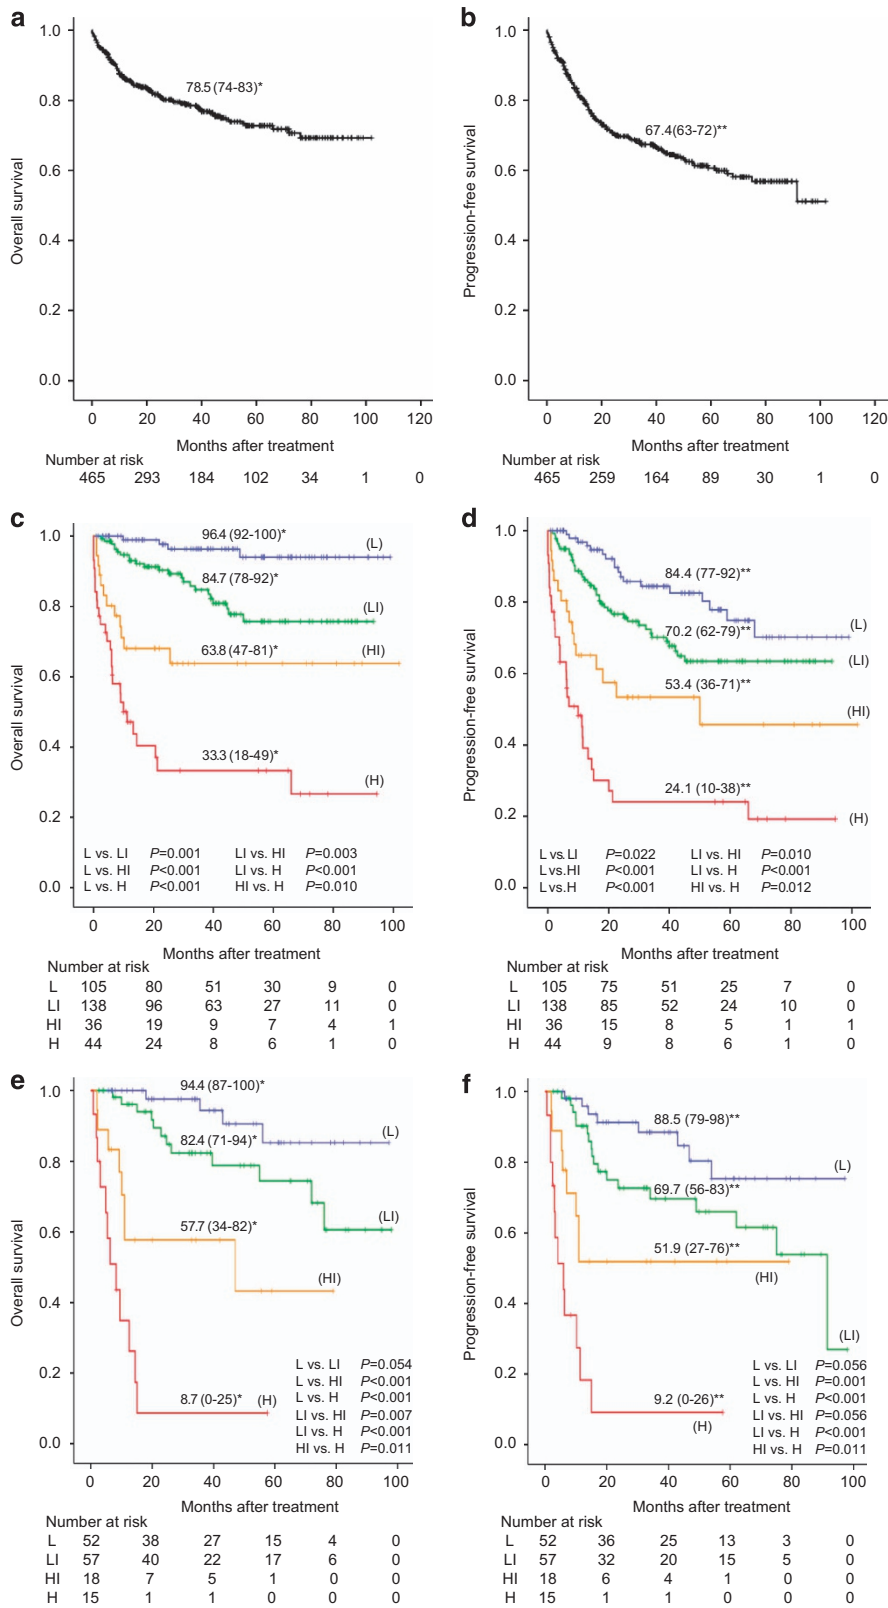 a
1.0
0.8
0.6
0.4
0.2
0.0
Overall survival
78.5 (74-83)*
0 20 40 60 80 100 120
Months after treatment
Number at risk
465 293 184 102 34 1 0
b
1.0
0.8
0.6
0.4
0.2
0.0
Progression-free survival
67.4(63-72)**
0 20 40 60 80 100 120
Months after treatment
Number at risk
465 259 164 89 30 1 0
c
1.0
0.8
0.6
0.4
0.2
0.0
Overall survival
96.4 (92-100)*
(L)
84.7 (78-92)*
(LI)
(HI)
63.8 (47-81)*
33.3 (18-49)*
(H)
L vs. LI P=0.001 LI vs. HI P=0.003
L vs. HI P<0.001 LI vs. H P<0.001
L vs. H P<0.001 HI vs. H P=0.010
0 20 40 60 80 100
Months after treatment
Number at risk
L 105 80 51 30 9 0
LI 138 96 63 27 11 0
HI 36 19 9 7 4 1
H 44 24 8 6 1 0
d
1.0
0.8
0.6
0.4
0.2
0.0
Progression-free survival
84.4 (77-92)**
(L)
70.2 (62-79)**
(LI)
53.4 (36-71)**
(HI)
24.1 (10-38)**
(H)
L vs. LI P=0.022 LI vs. HI P=0.010
L vs. HI P<0.001 LI vs. H P<0.001
L vs. H P<0.001 HI vs. H P=0.012
0 20 40 60 80 100
Months after treatment
Number at risk
L 105 75 51 25 7 0
LI 138 85 52 24 10 0
HI 36 15 8 5 1 1
H 44 9 8 6 1 0
e
1.0
0.8
0.6
0.4
0.2
0.0
Overall survival
94.4 (87-100)*
(L)
82.4 (71-94)*
(LI)
57.7 (34-82)*
(HI)
8.7 (0-25)*
(H)
L vs. LI P=0.054
L vs. HI P<0.001
L vs. H P<0.001
LI vs. HI P=0.007
LI vs. H P<0.001
HI vs. H P=0.011
0 20 40 60 80 100
Months after treatment
Number at risk
L 52 38 27 15 4 0
LI 57 40 22 17 6 0
HI 18 7 5 1 0 0
H 15 1 1 0 0 0
f
1.0
0.8
0.6
0.4
0.2
0.0
Progression-free survival
88.5 (79-98)**
(L)
69.7 (56-83)**
51.9 (27-76)**
(HI)
(LI)
9.2 (0-26)**
(H)
L vs. LI P=0.056
L vs. HI P=0.001
L vs. H P<0.001
LI vs. HI P=0.056
LI vs. H P<0.001
HI vs. H P=0.011
0 20 40 60 80 100
Months after treatment
Number at risk
L 52 36 25 13 3 0
LI 57 32 20 15 5 0
HI 18 6 4 1 0 0
H 15 1 1 0 0 0